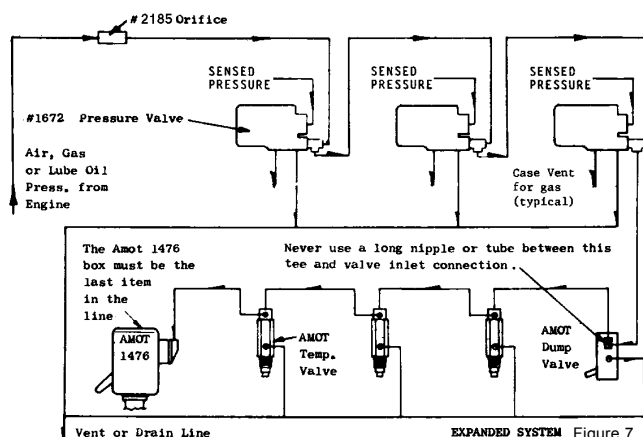 #2185 Orifice
SENSED
PRESSURE
SENSED
PRESSURE
SENSED
PRESSURE
#1672 Pressure Valve
Air, Gas
or Lube Oil
Press. from
Engine
Case Vent
for gas
(typical)
The Amot 1476
box must be the
last item
in the
line
Never use a long nipple or tube between this
tee and valve inlet connection.
AMOT
1476
AMOT
Temp.
Valve
AMOT
Dump
Valve
Vent or Drain Line
EXPANDED SYSTEM Figure 7